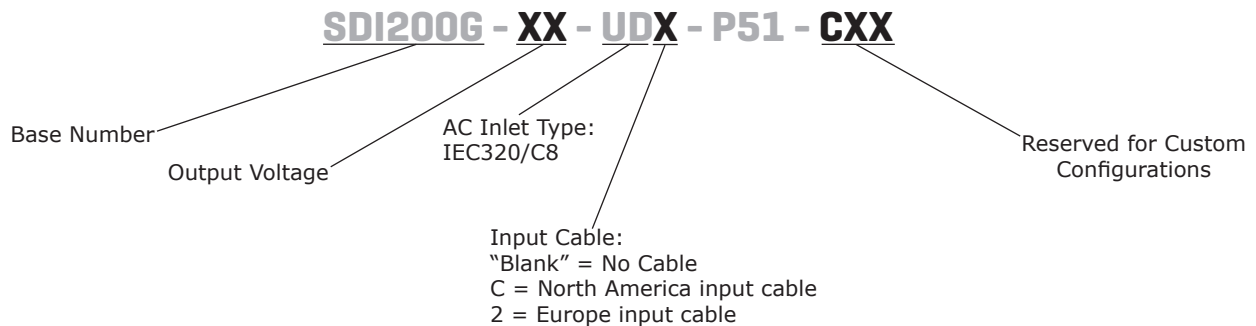 SDI200G - XX - UDX - P51 - CXX
Base Number
Output Voltage
AC Inlet Type:
IEC320/C8
Input Cable:
“Blank” = No Cable
C = North America input cable
2 = Europe input cable
Reserved for Custom
Configurations